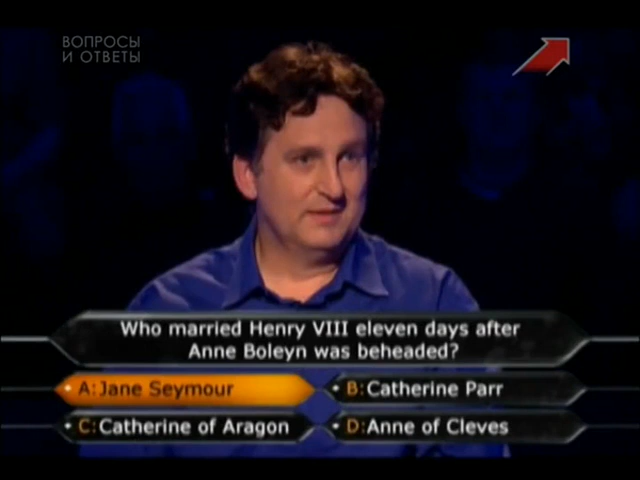 ВОПРОСЫ
И ОТВЕТЫ
Who married Henry VIII eleven days after
Anne Boleyn was beheaded?
A: Jane Seymour
B: Catherine Parr
C: Catherine of Aragon
D: Anne of Cleves